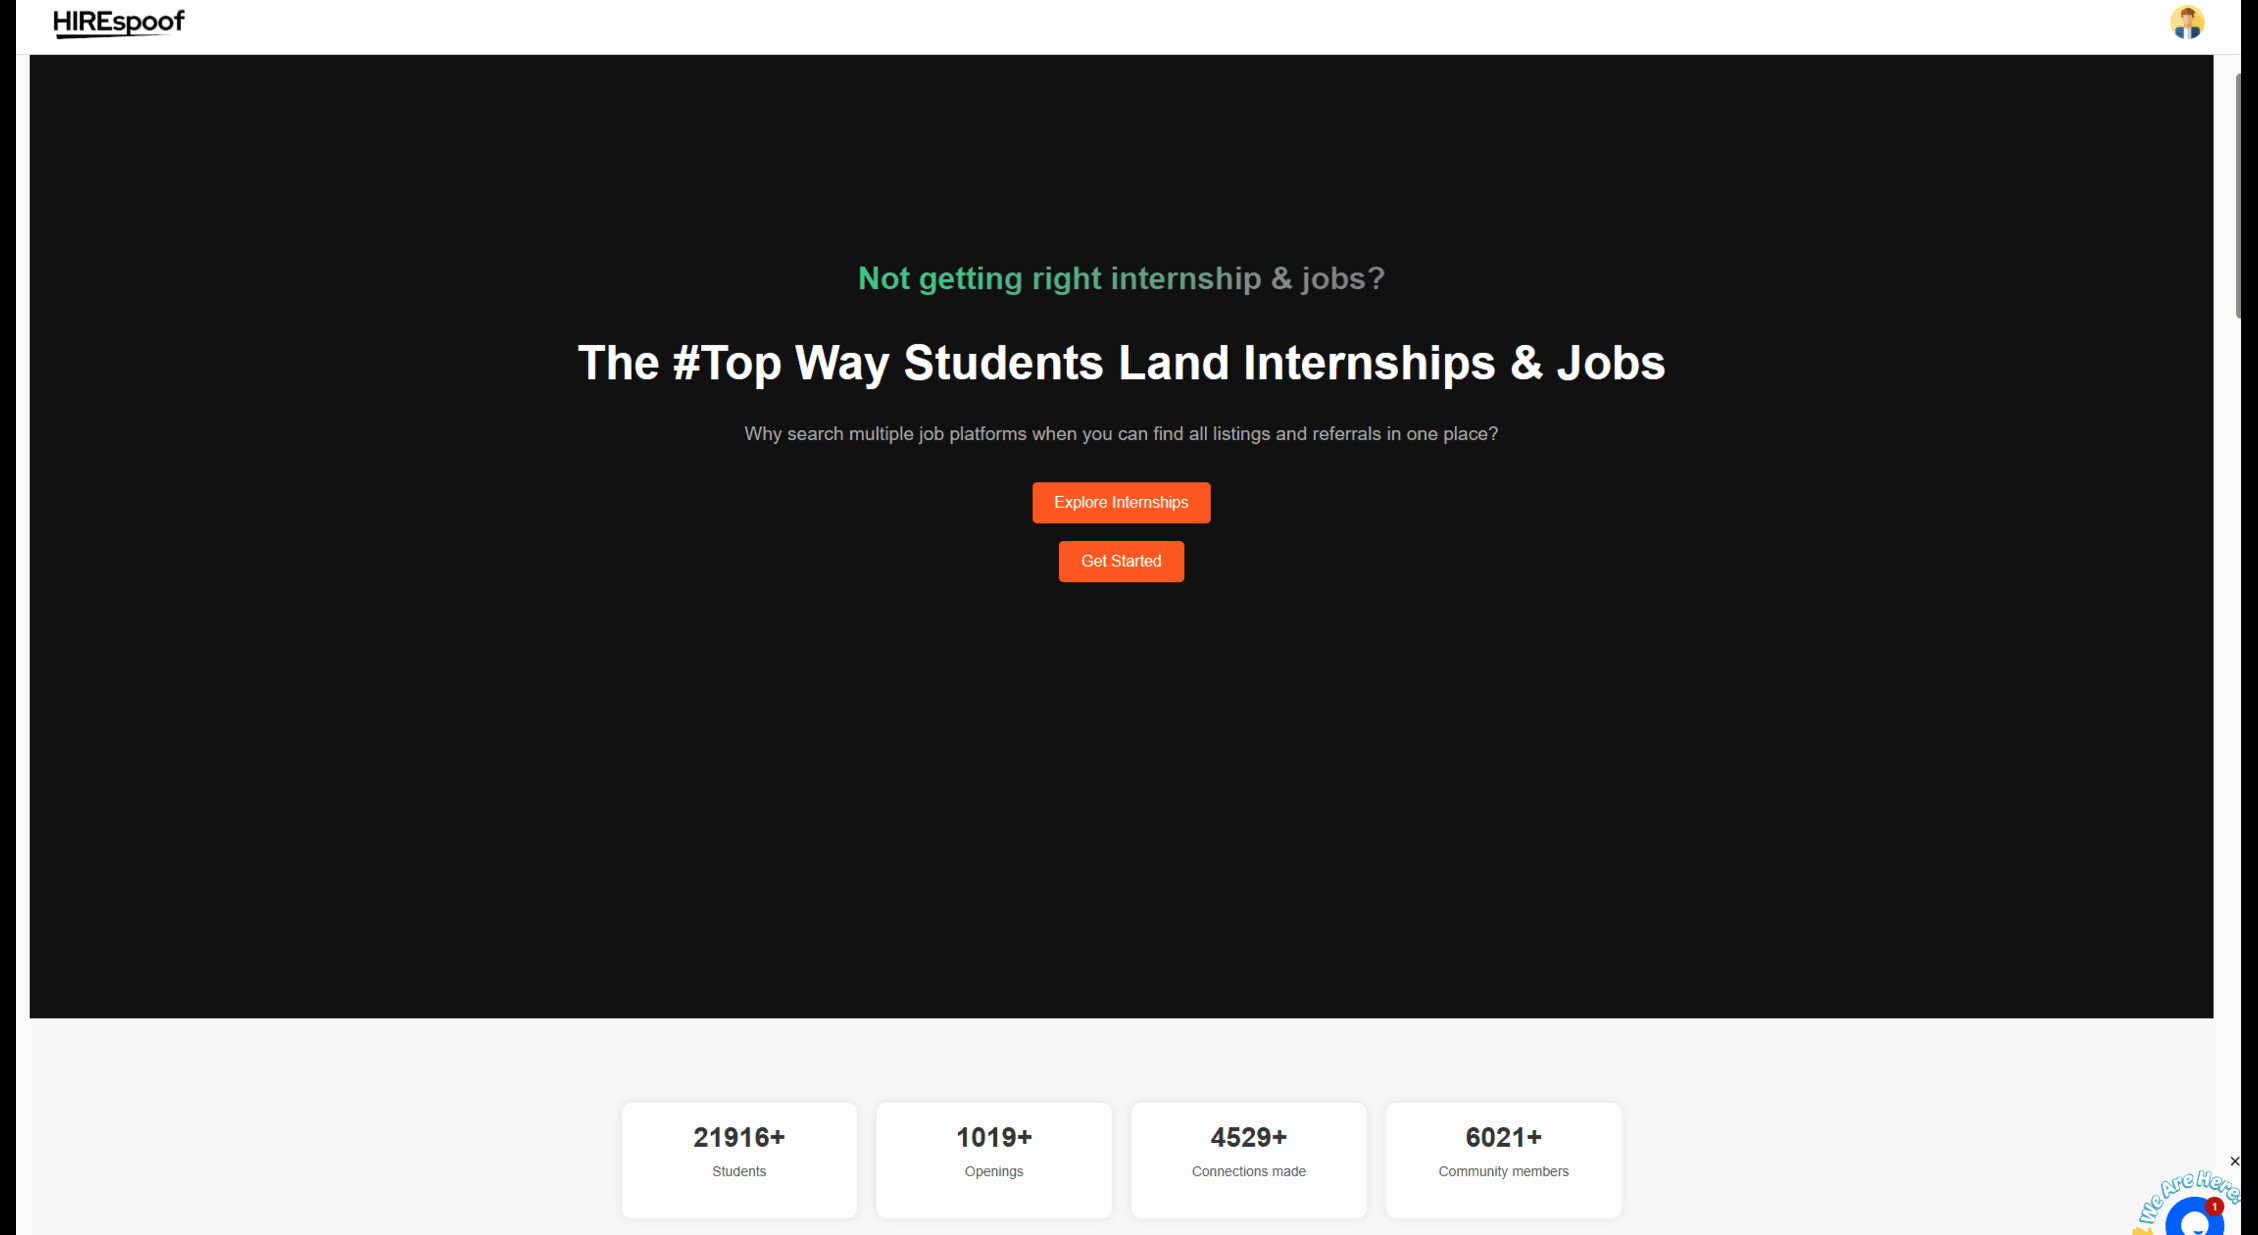 HIREspoof
Not getting right internship & jobs?
The #Top Way Students Land Internships & Jobs
Why search multiple job platforms when you can find all listings and referrals in one place?
Explore Internships
Get Started
21916+
Students
1019+
Openings
4529+
Connections made
6021+
Community members
We Are Here!
1